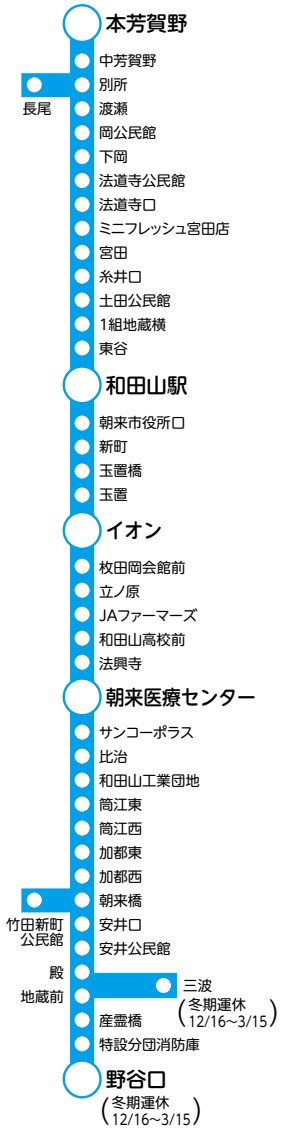 本芳賀野
中芳賀野
別所
長尾
渡瀬
岡公民館
下岡
法道寺公民館
法道寺口
ミニフレッシュ宮田店
宮田
糸井口
土田公民館
1組地蔵横
東谷
和田山駅
朝来市役所口
新町
玉置橋
玉置
イオン
枚田岡会館前
立ノ原
JAファーマーズ
和田山高校前
法興寺
朝来医療センター
サンコーポラス
比治
和田山工業団地
筒江東
筒江西
加都東
加都西
朝来橋
竹田新町
公民館
安井口
安井公民館
殿
三波
(冬期運休
12/16~3/15)
地蔵前
産霊橋
特設分団消防庫
野谷口
(冬期運休
12/16~3/15)